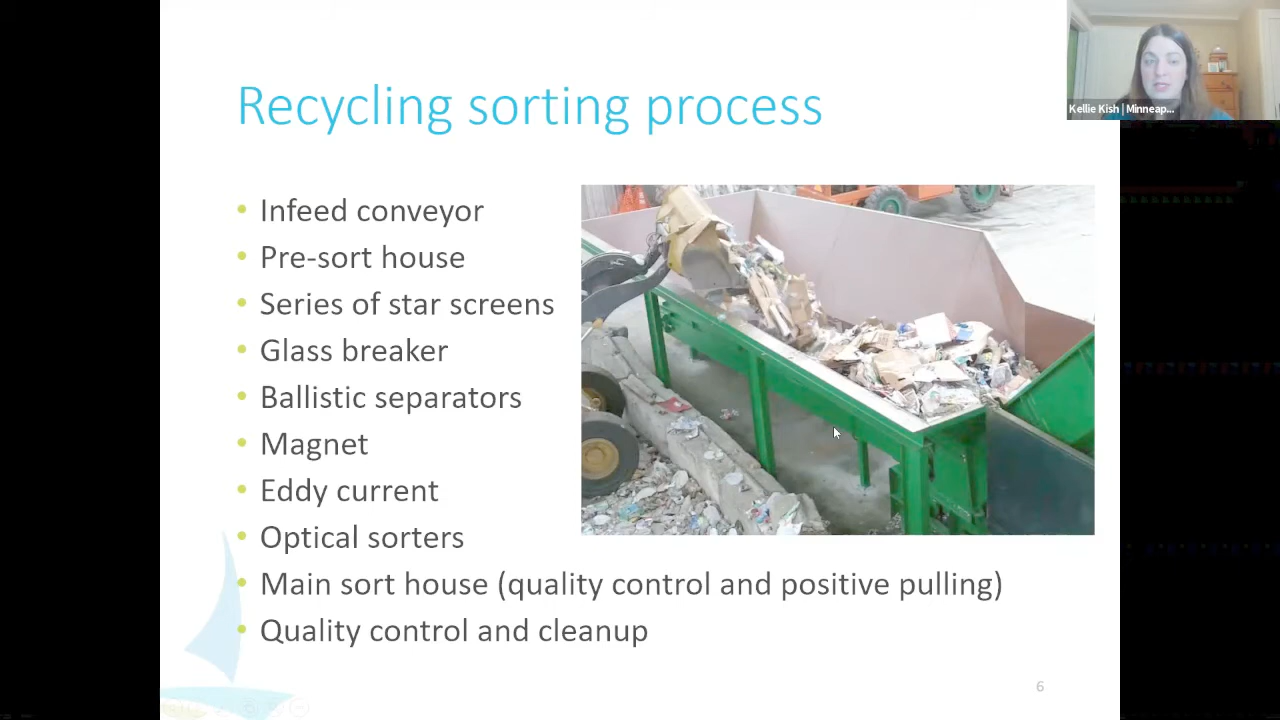 Recycling sorting process
Kellie Kish | Minneap...
• Infeed conveyor
• Pre-sort house
• Series of star screens
• Glass breaker
• Ballistic separators
• Magnet
• Eddy current
• Optical sorters
• Main sort house (quality control and positive pulling)
• Quality control and cleanup
6